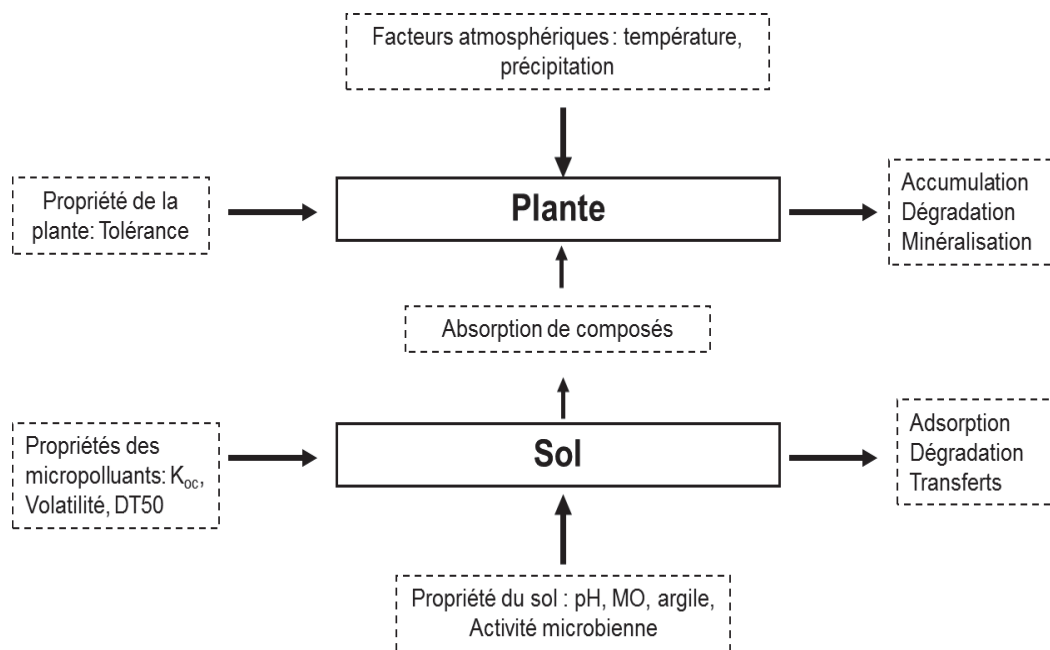 Facteurs atmosphériques : température,
précipitation
Propriété de la
plante: Tolérance
Plante
Accumulation
Dégradation
Minéralisation
Absorption de composés
Propriétés des
micropolluants: Koc,
Volatilité, DT50
Sol
Adsorption
Dégradation
Transferts
Propriété du sol : pH, MO, argile,
Activité microbienne